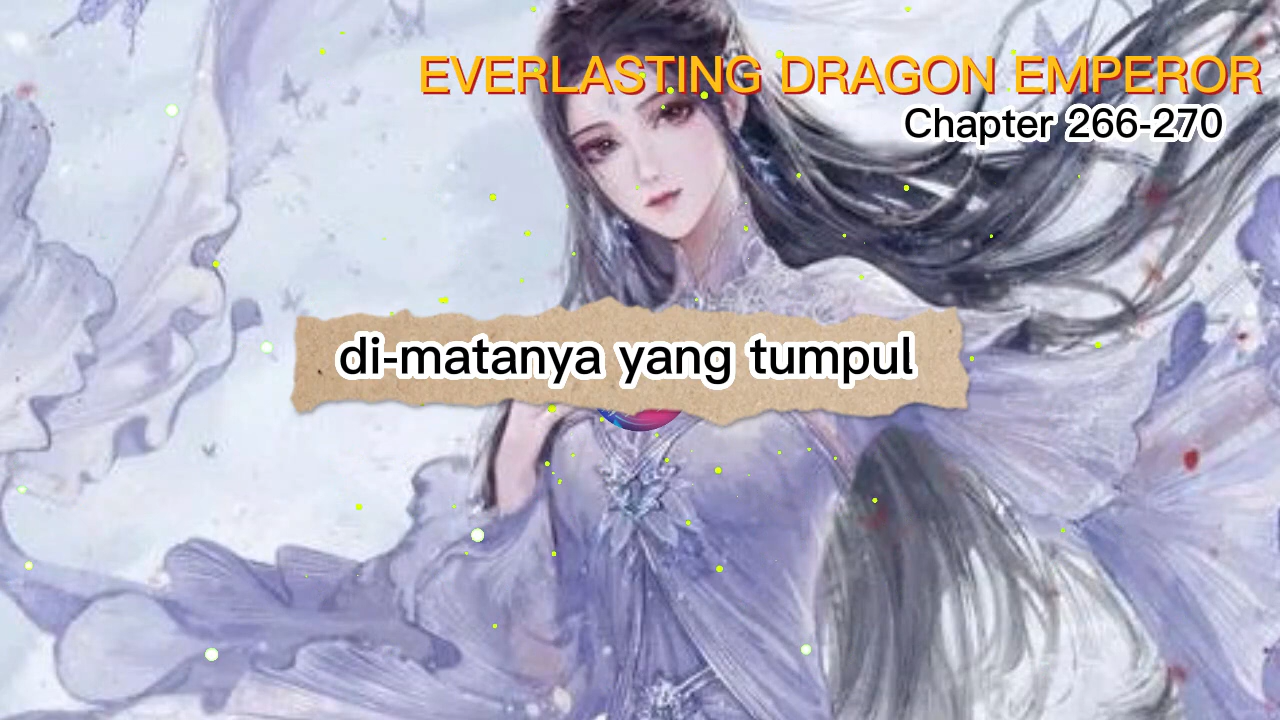 EVERLASTING DRAGON EMPEROR
Chapter 266-270
di-matanya yang tumpul